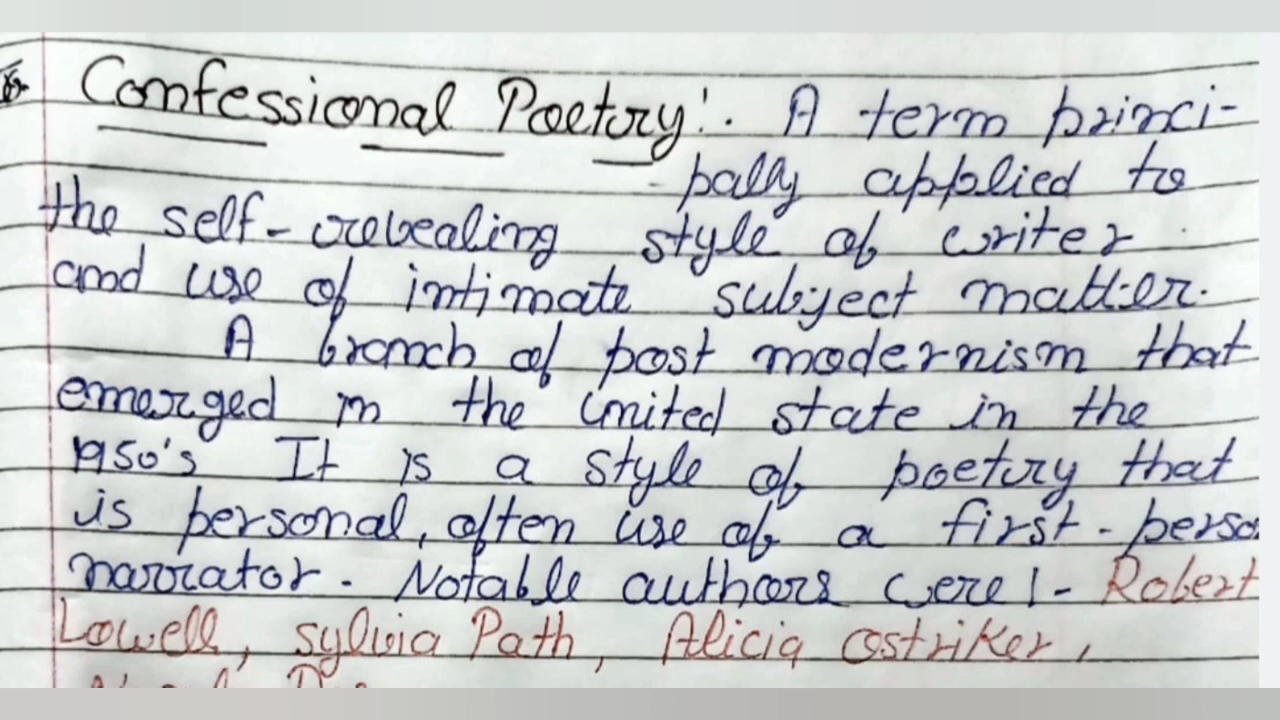 Confessional Poetry:- A term princi-
pally applied to
the self-revealing style of writer
and use of intimate subject matter.
A branch of post modernism that
emerged in the united state in the
1950's It is a style of poetry that
is personal, often use of a first-perso
narrator. Notable authors were :- Robert
Lowell, sylvia Path, Alicia ostriker,